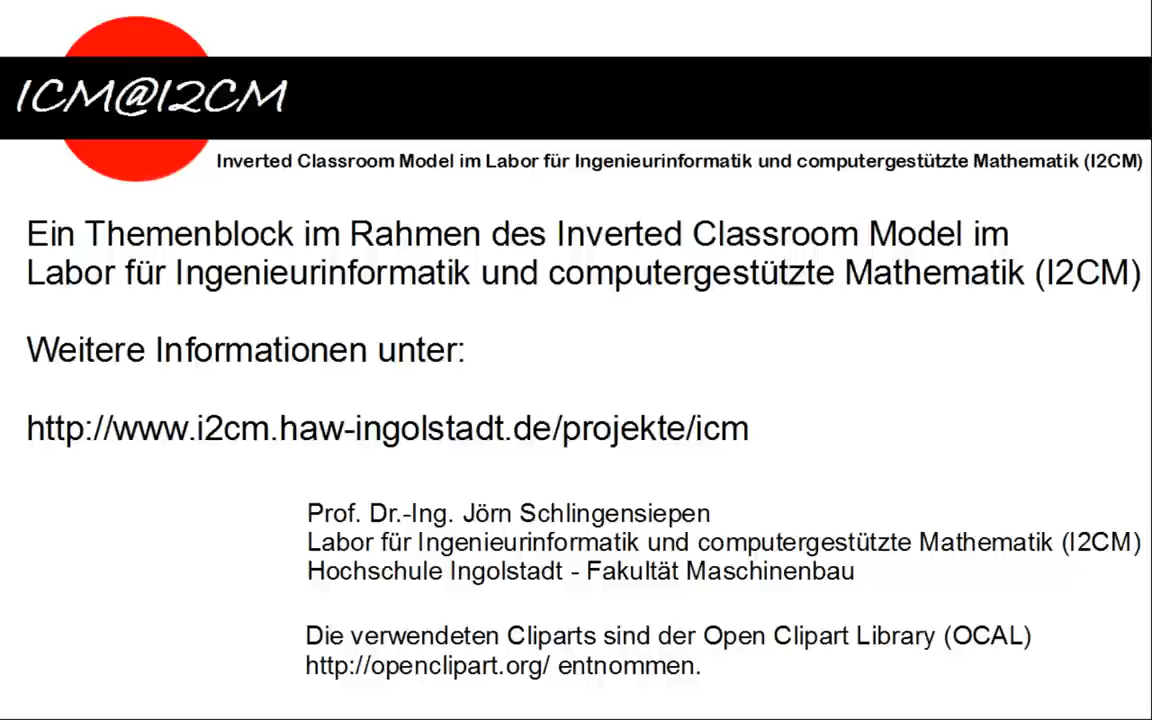 ICM@I2CM
Inverted Classroom Model im Labor für Ingenieurinformatik und computergestützte Mathematik (I2CM)
Ein Themenblock im Rahmen des Inverted Classroom Model im
Labor für Ingenieurinformatik und computergestützte Mathematik (I2CM)
Weitere Informationen unter:
http://www.i2cm.haw-ingolstadt.de/projekte/icm
Prof. Dr.-Ing. Jörn Schlingensiepen
Labor für Ingenieurinformatik und computergestützte Mathematik (I2CM)
Hochschule Ingolstadt - Fakultät Maschinenbau
Die verwendeten Cliparts sind der Open Clipart Library (OCAL)
http://openclipart.org/ entnommen.